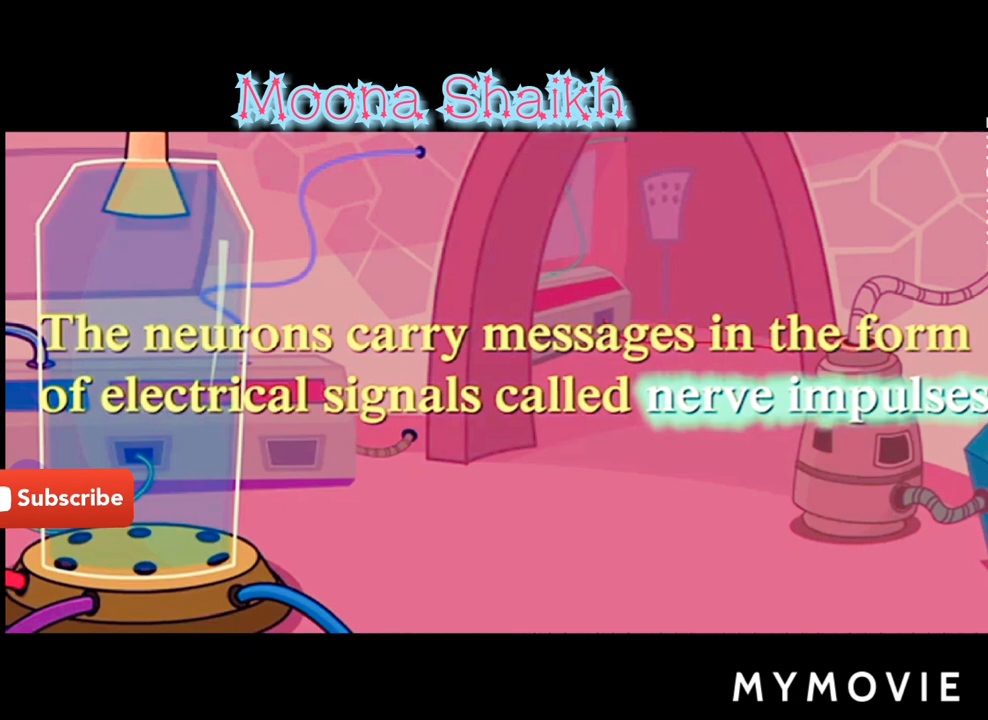 Moona Shaikh
The neurons carry messages in the form
of electrical signals called nerve impulses
Subscribe
MYMOVIE